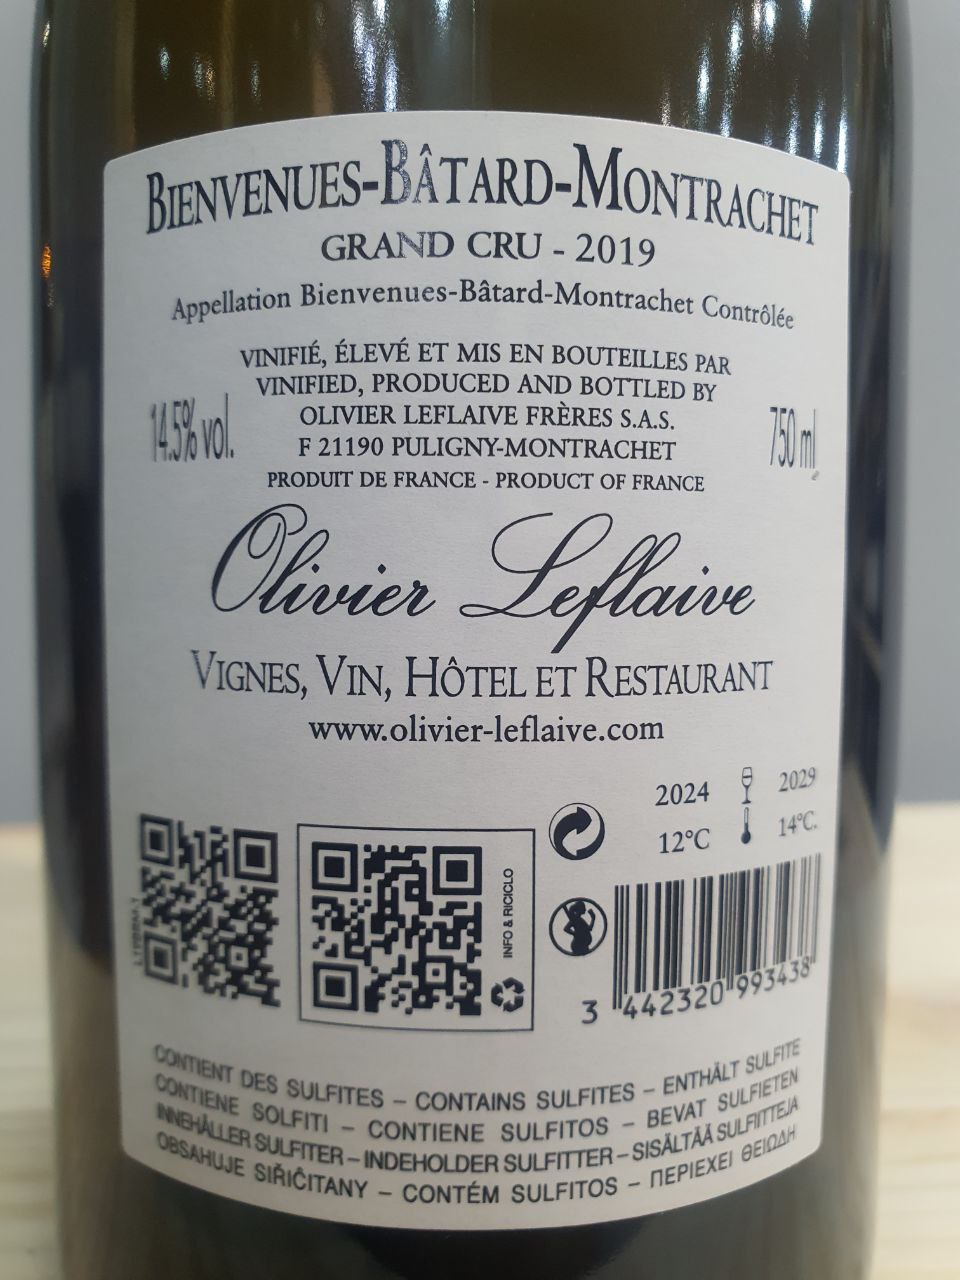 BIENVENUES-BÂTARD-MONTRACHET
GRAND CRU - 2019
Appellation Bienvenues-Bâtard-Montrachet Contrôlée
VINIFIÉ, ÉLEVÉ ET MIS EN BOUTEILLES PAR
VINIFIED, PRODUCED AND BOTTLED BY
OLIVIER LEFLAIVE FRÈRES S.A.S.
F 21190 PULIGNY-MONTRACHET
PRODUIT DE FRANCE - PRODUCT OF FRANCE
14.5% vol.
750 ml
Olivier Leflaive
VIGNES, VIN, HÔTEL ET RESTAURANT
www.olivier-leflaive.com
2024 2029
12°C 14°C.
INFO & RICICLO
3 442320 993438
CONTIENT DES SULFITES – CONTAINS SULFITES – ENTHÄLT SULFITE
CONTIENE SOLFITI – CONTIENE SULFITOS – BEVAT SULFIETEN
INNEHÅLLER SULFITER – INDEHOLDER SULFITTER – SISÄLTÄÄ SULFIITTEJA
OBSAHUJE SIŘIČITANY – CONTÉM SULFITOS – ΠΕΡΙΕΧΕΙ ΘΕΙΩΔΗ